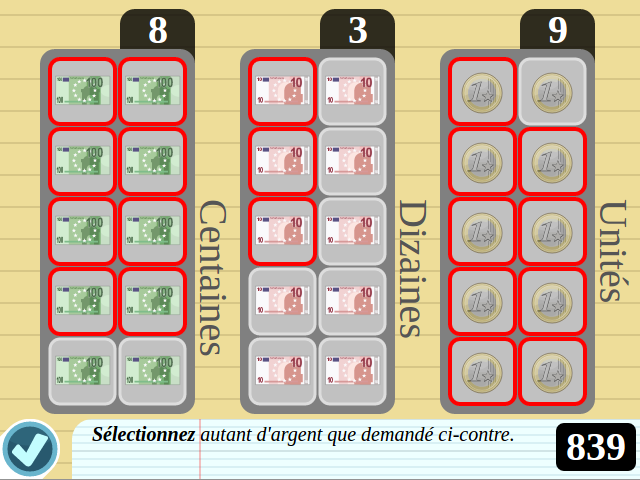 8 3 9
Centaines
Dizaines
Unités
Sélectionnez autant d'argent que demandé ci-contre.
839